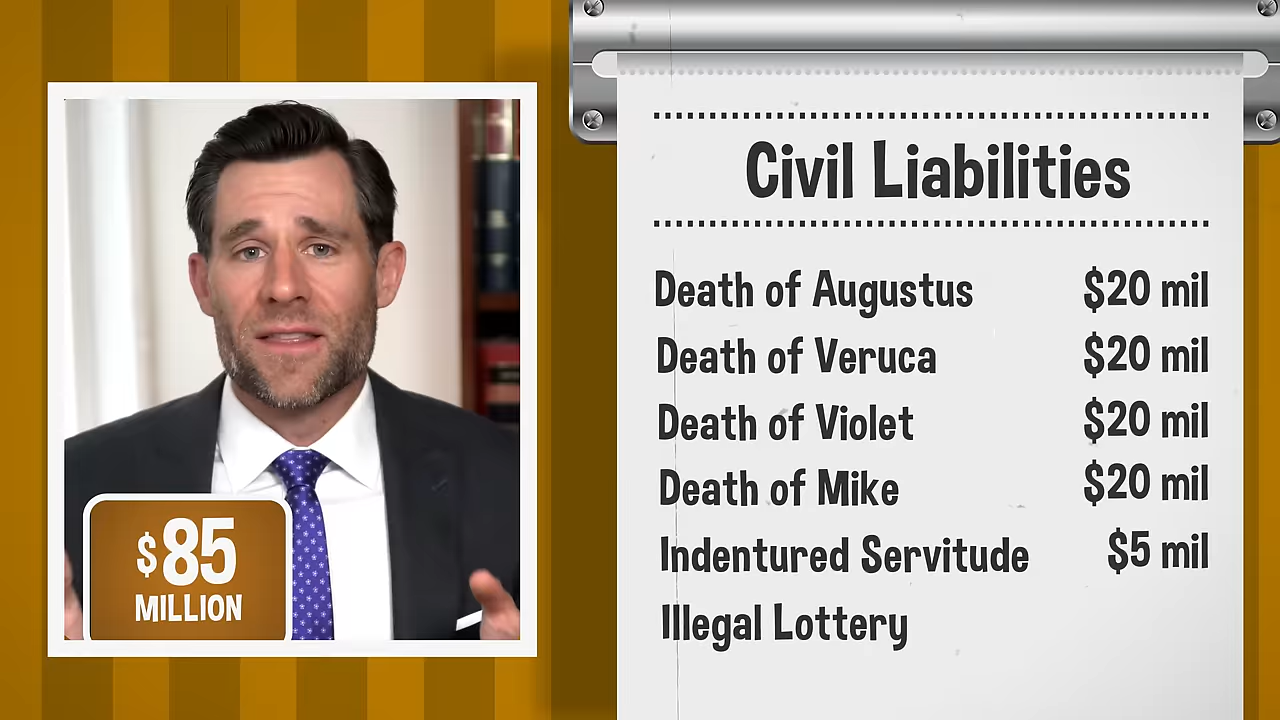 Civil Liabilities
Death of Augustus $20 mil
Death of Veruca $20 mil
Death of Violet $20 mil
Death of Mike $20 mil
Indentured Servitude $5 mil
Illegal Lottery
$85
MILLION